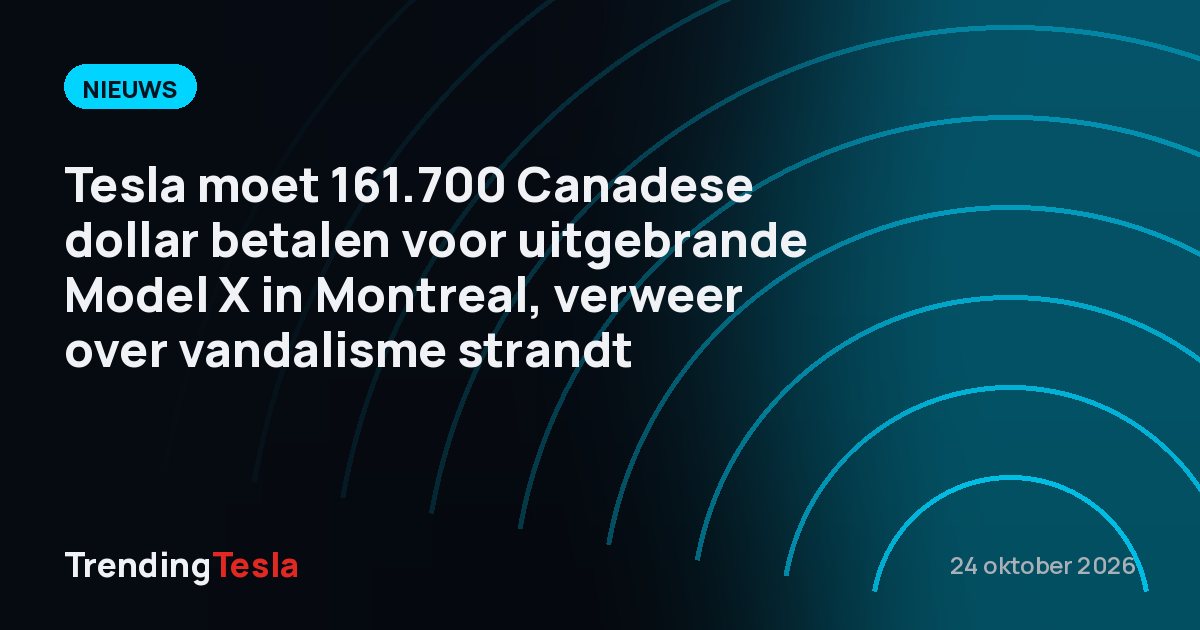 NIEUWS
Tesla moet 161.700 Canadese
dollar betalen voor uitgebrande
Model X in Montreal, verweer
over vandalisme strandt
TrendingTesla
24 oktober 2026